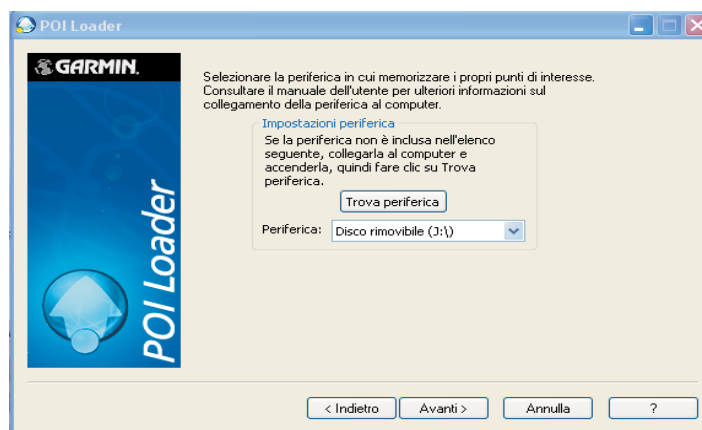 POI Loader
GARMIN.
POI Loader
Selezionare la periferica in cui memorizzare i propri punti di interesse.
Consultare il manuale dell'utente per ulteriori informazioni sul
collegamento della periferica al computer.
Impostazioni periferica
Se la periferica non è inclusa nell'elenco
seguente, collegarla al computer e
accenderla, quindi fare clic su Trova
periferica.
Trova periferica
Periferica: Disco rimovibile (J:\)
< Indietro Avanti > Annulla ?